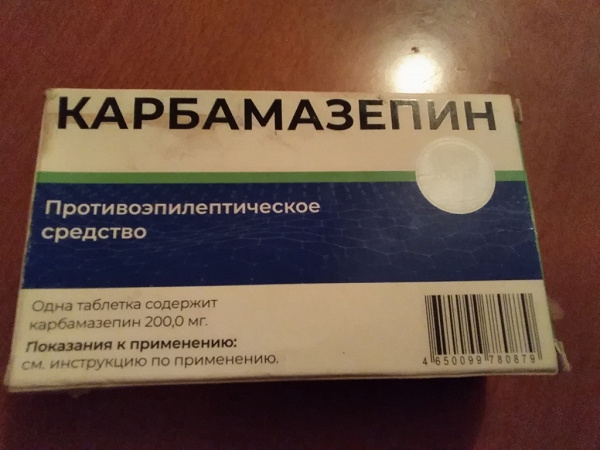 КАРБАМАЗЕПИН
Противоэпилептическое
средство
Одна таблетка содержит
карбамазепин 200,0 мг.
Показания к применению:
см. инструкцию по применению.
4 650099 780879